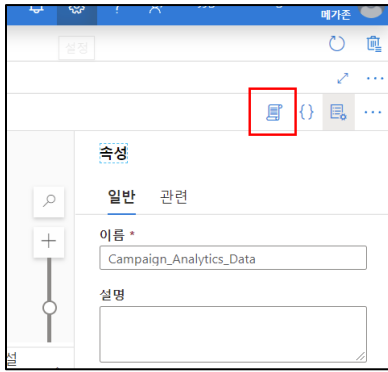 메가존
설정
속성
일반 관련
이름 *
Campaign_Analytics_Data
설명
설